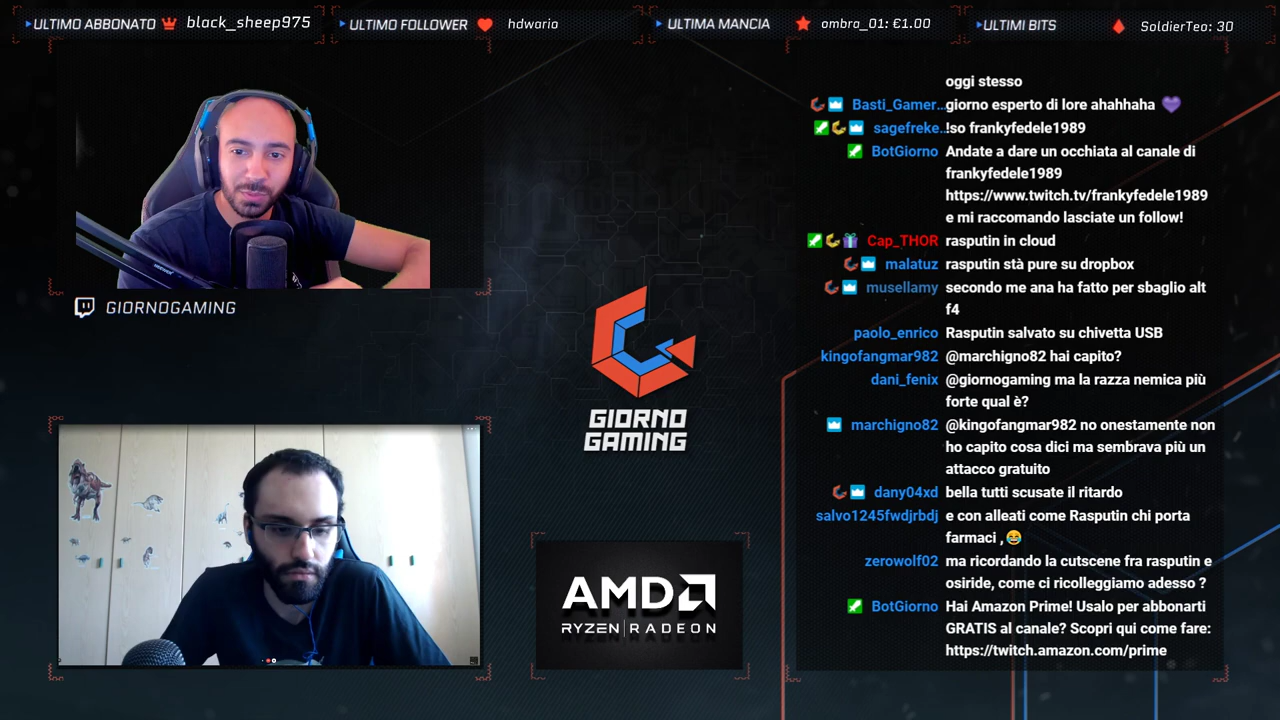 ULTIMO ABBONATO black_sheep975
ULTIMO FOLLOWER hdwaria
ULTIMA MANCIA ombra_01: €1.00
ULTIMI BITS SoldierTea: 30
GIORNOGAMING
GIORNO
GAMING
AMD
RYZEN | RADEON
oggi stesso
Basti_Gamer... giorno esperto di lore ahahhaha 💜
sagefreke... !so frankyfedele1989
BotGiorno Andate a dare un occhiata al canale di
frankyfedele1989
https://www.twitch.tv/frankyfedele1989
e mi raccomando lasciate un follow!
Cap_THOR rasputin in cloud
malatuz rasputin stà pure su dropbox
musellamy secondo me ana ha fatto per sbaglio alt
f4
paolo_enrico Rasputin salvato su chivetta USB
kingofangmar982 @marchigno82 hai capito?
dani_fenix @giornogaming ma la razza nemica più
forte qual è?
marchigno82 @kingofangmar982 no onestamente non
ho capito cosa dici ma sembrava più un
attacco gratuito
dany04xd bella tutti scusate il ritardo
salvo1245fwdjrbdj e con alleati come Rasputin chi porta
farmaci , 😂
zerowolf02 ma ricordando la cutscene fra rasputin e
osiride, come ci ricolleghiamo adesso ?
BotGiorno Hai Amazon Prime! Usalo per abbonarti
GRATIS al canale? Scopri qui come fare:
https://twitch.amazon.com/prime